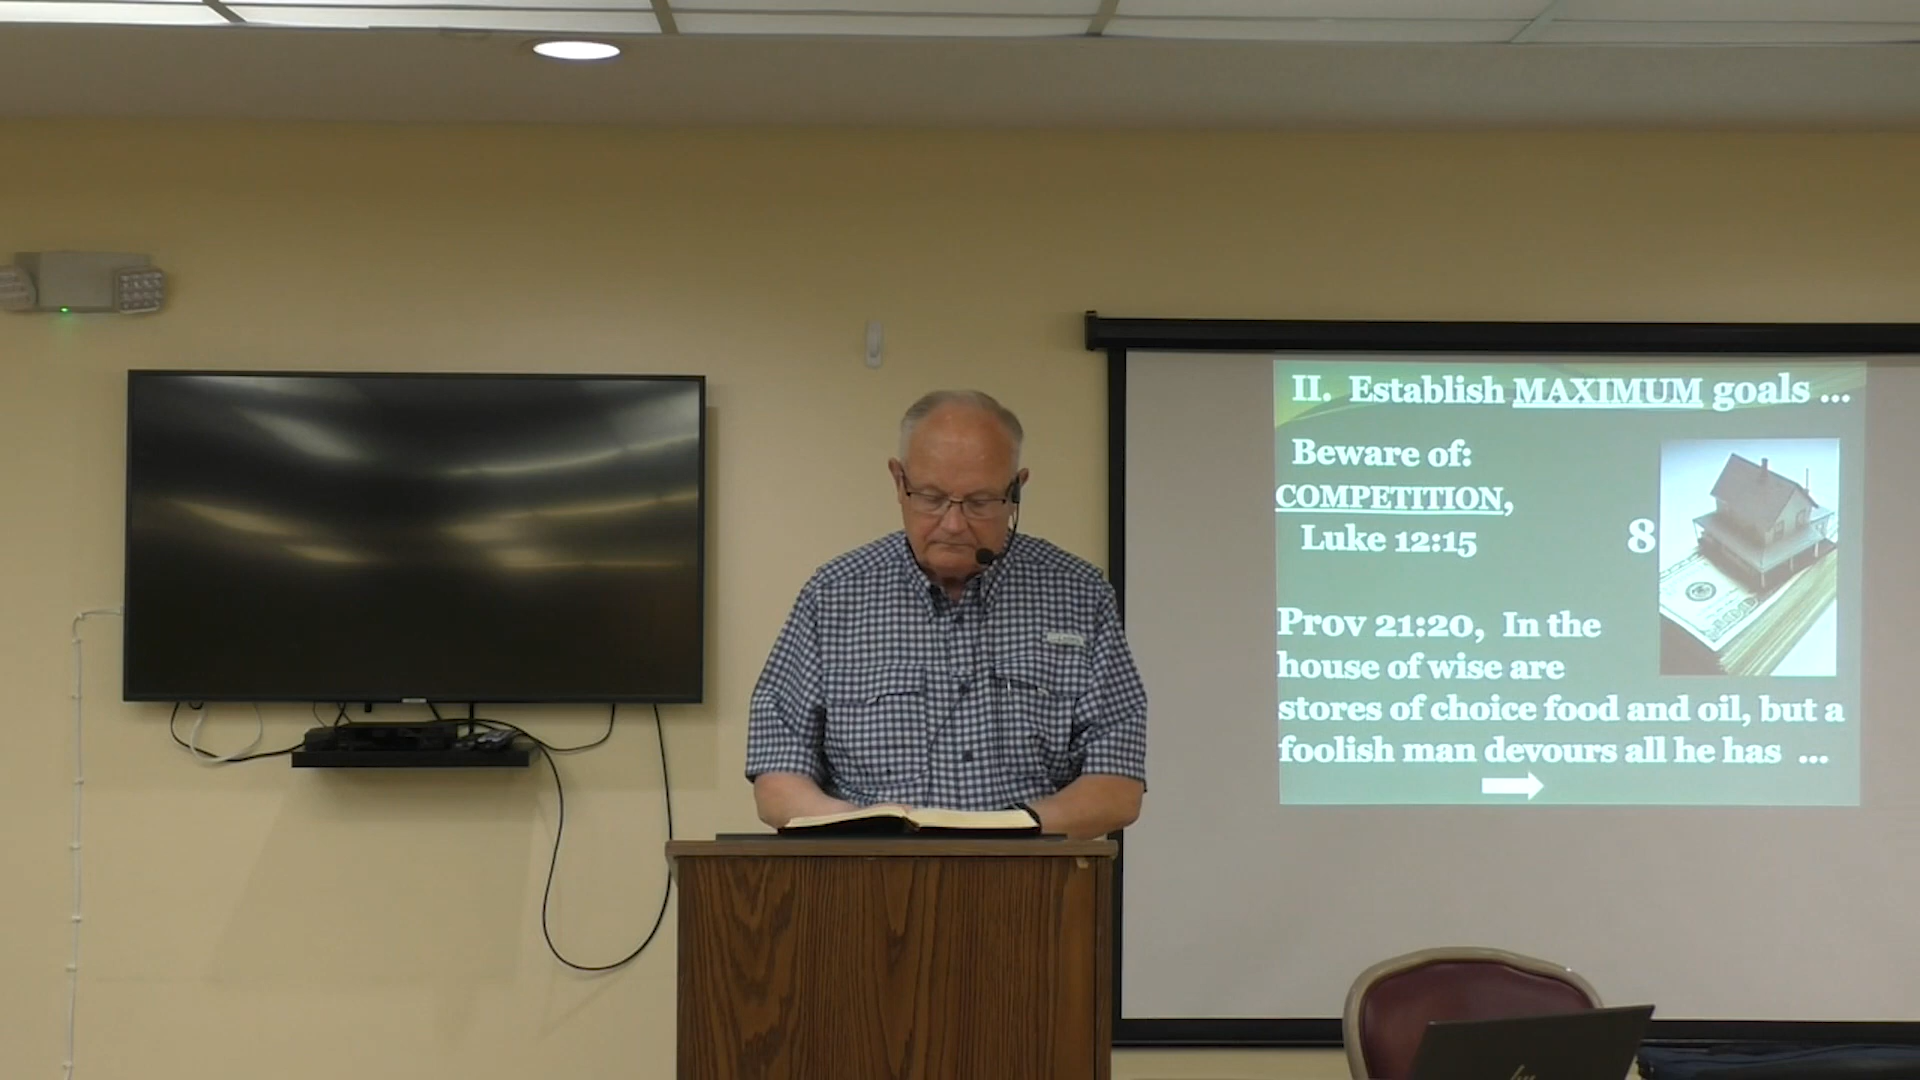 II. Establish MAXIMUM goals ...
Beware of:
COMPETITION,
Luke 12:15
8
Prov 21:20, In the
house of wise are
stores of choice food and oil, but a
foolish man devours all he has ...